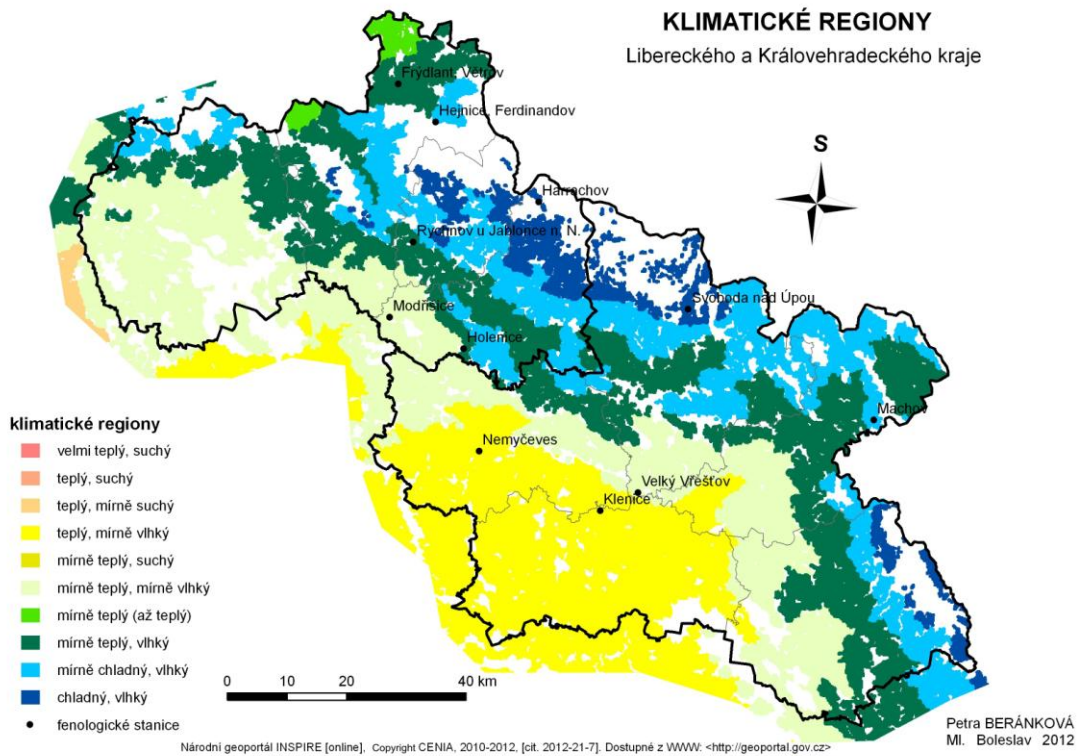 KLIMATICKÉ REGIONY
Libereckého a Královehradeckého kraje
S
Frýdlant, Větrov
Hejnice, Ferdinandov
Harrachov
Rychnov u Jablonce n. N.
Svoboda nad Úpou
Modřišice
Holenice
Machov
Nemyčeves
Velký Vřešťov
Klenice
klimatické regiony
velmi teplý, suchý
teplý, suchý
teplý, mírně suchý
teplý, mírně vlhký
mírně teplý, suchý
mírně teplý, mírně vlhký
mírně teplý (až teplý)
mírně teplý, vlhký
mírně chladný, vlhký
chladný, vlhký
fenologické stanice
0 10 20 40 km
Petra BERÁNKOVÁ
Ml. Boleslav 2012
Národní geoportál INSPIRE [online], Copyright CENIA, 2010-2012, [cit. 2012-21-7]. Dostupné z WWW: <http://geoportal.gov.cz>